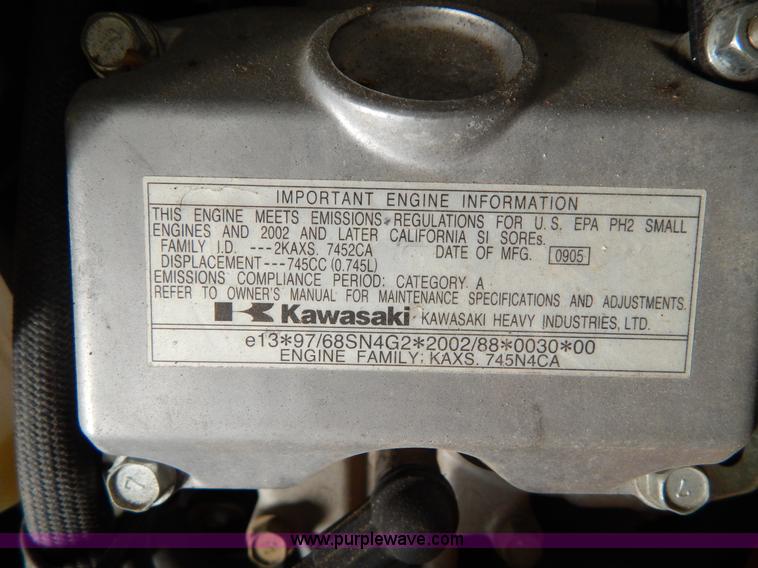 IMPORTANT ENGINE INFORMATION
THIS ENGINE MEETS EMISSIONS REGULATIONS FOR U.S. EPA PH2 SMALL
ENGINES AND 2002 AND LATER CALIFORNIA SI SOREs.
FAMILY I.D. ---2KAXS. 7452CA DATE OF MFG. 0905
DISPLACEMENT---745CC (0.745L)
EMISSIONS COMPLIANCE PERIOD: CATEGORY A
REFER TO OWNER'S MANUAL FOR MAINTENANCE SPECIFICATIONS AND ADJUSTMENTS.
Kawasaki KAWASAKI HEAVY INDUSTRIES, LTD.
e13*97/68SN4G2*2002/88*0030*00
ENGINE FAMILY: KAXS. 745N4CA
7 7
www.purplewave.com